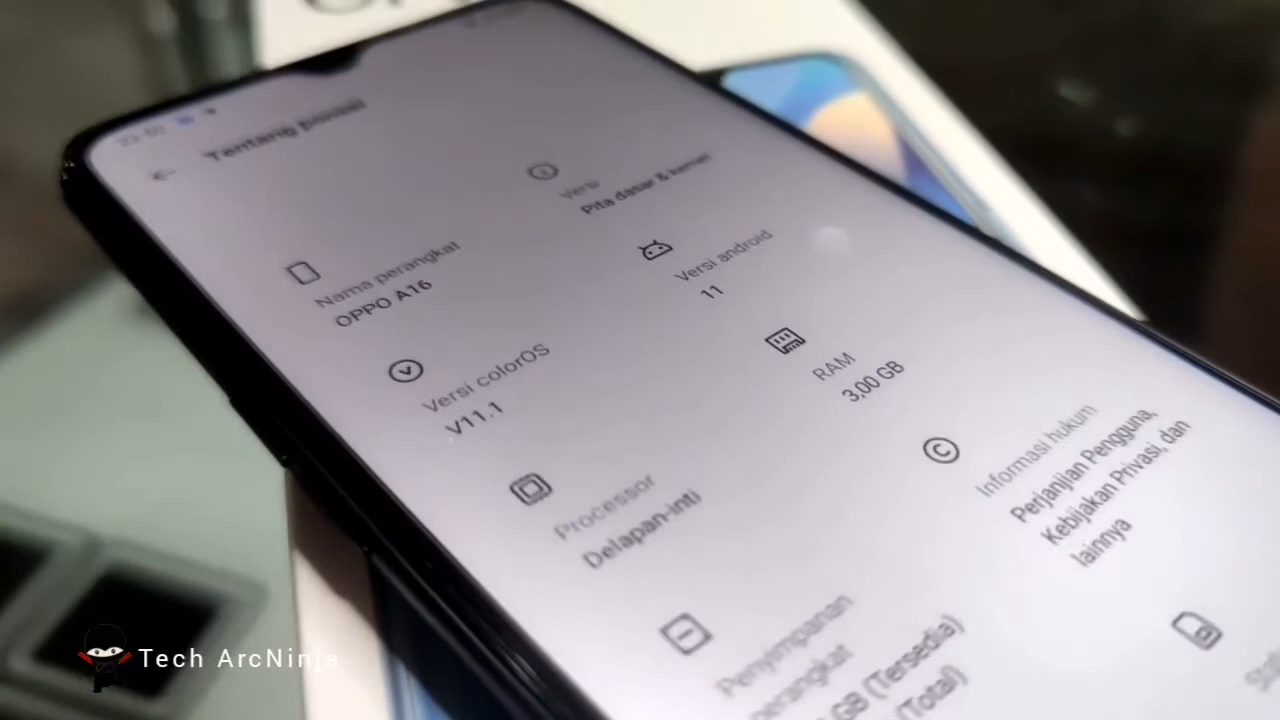 Tentang ponsel
Versi
Pita dasar & kernel
Nama perangkat
OPPO A16
Versi android
11
Versi colorOS
V11.1
RAM
3,00 GB
Processor
Delapan-inti
Informasi hukum
Perjanjian Pengguna,
Kebijakan Privasi, dan
lainnya
Penyimpanan
perangkat
GB (Tersedia)
(Total)
Tech ArcNinja